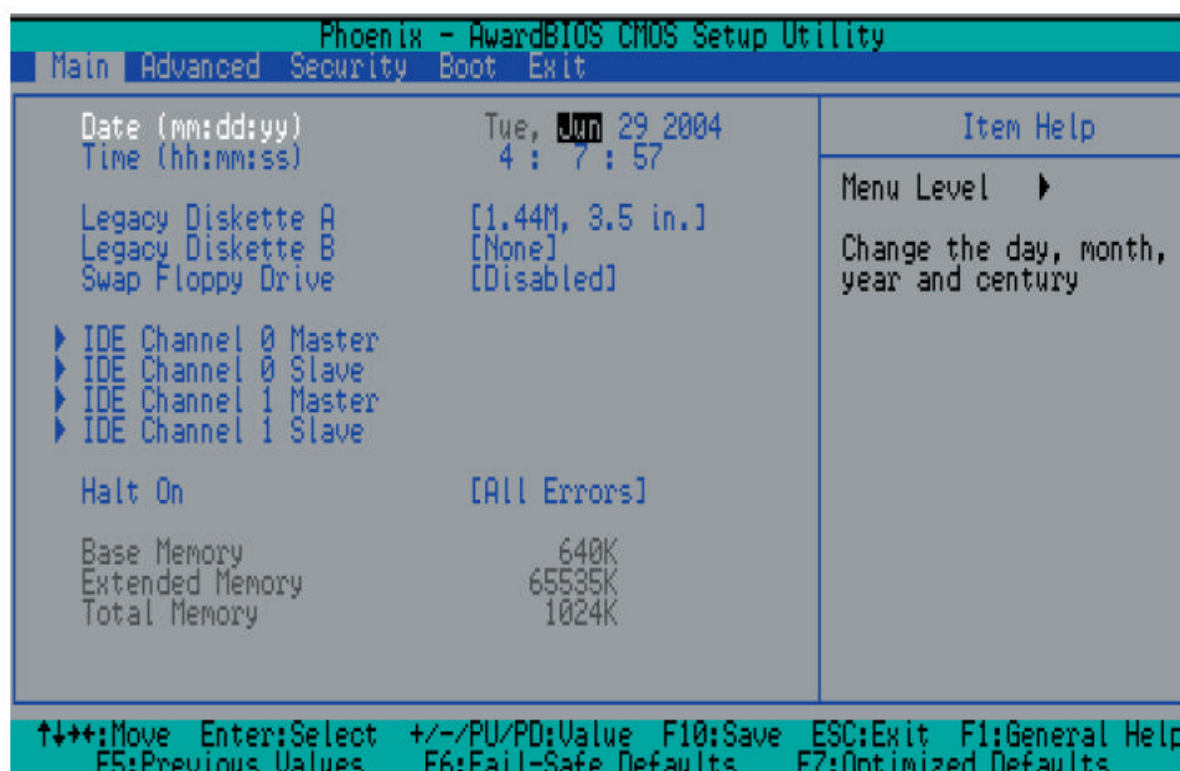 Phoenix - AwardBIOS CMOS Setup Utility
Main Advanced Security Boot Exit
Date (mm:dd:yy) Tue, Jun 29 2004
Time (hh:mm:ss) 4 : 7 : 57
Legacy Diskette A [1.44M, 3.5 in.]
Legacy Diskette B [None]
Swap Floppy Drive [Disabled]
IDE Channel 0 Master
IDE Channel 0 Slave
IDE Channel 1 Master
IDE Channel 1 Slave
Halt On [All Errors]
Base Memory 640K
Extended Memory 65535K
Total Memory 1024K
Item Help
Menu Level
Change the day, month,
year and century
↑↓→←:Move Enter:Select +/-/PU/PD:Value F10:Save ESC:Exit F1:General Help
F5:Previous Values F6:Fail-Safe Defaults F7:Optimized Defaults